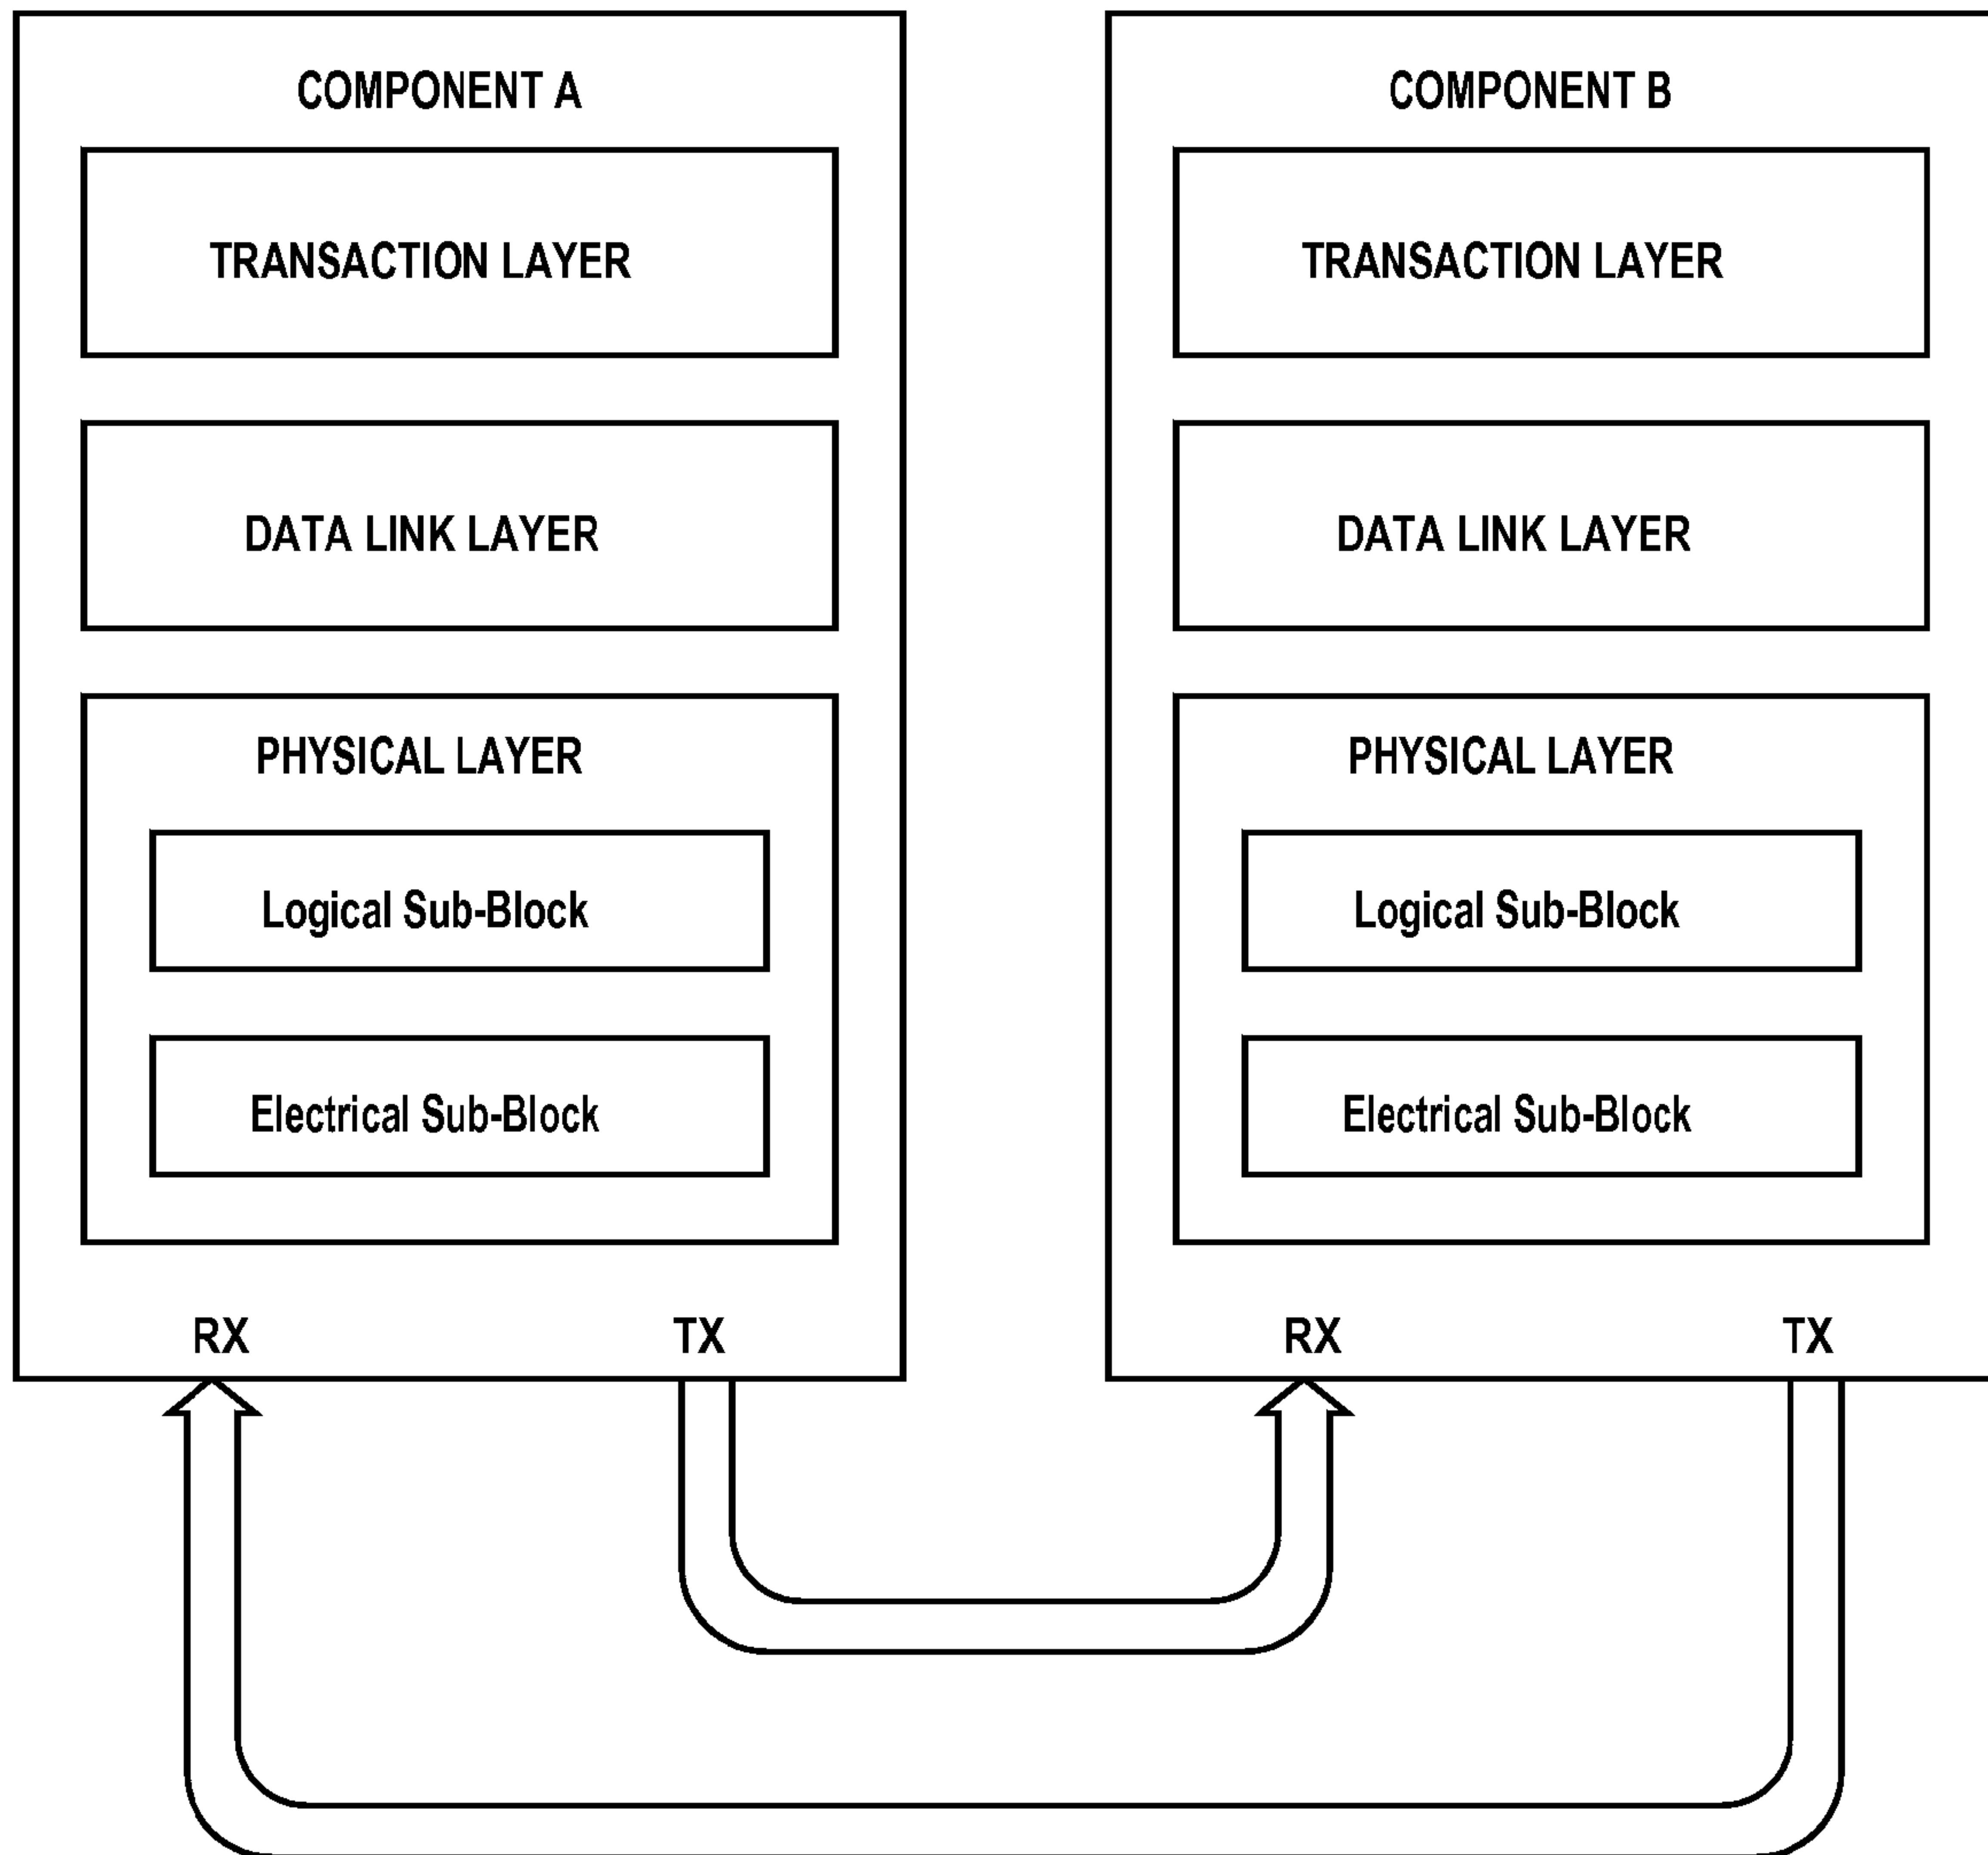 COMPONENT A
TRANSACTION LAYER
DATA LINK LAYER
PHYSICAL LAYER
Logical Sub-Block
Electrical Sub-Block
RX
TX
COMPONENT B
TRANSACTION LAYER
DATA LINK LAYER
PHYSICAL LAYER
Logical Sub-Block
Electrical Sub-Block
RX
TX